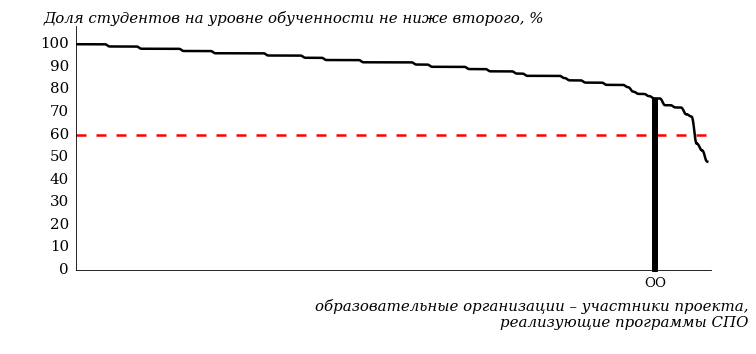 Доля студентов на уровне обученности не ниже второго, %
100
90
80
70
60
50
40
30
20
10
0
ОО
образовательные организации – участники проекта,
реализующие программы СПО